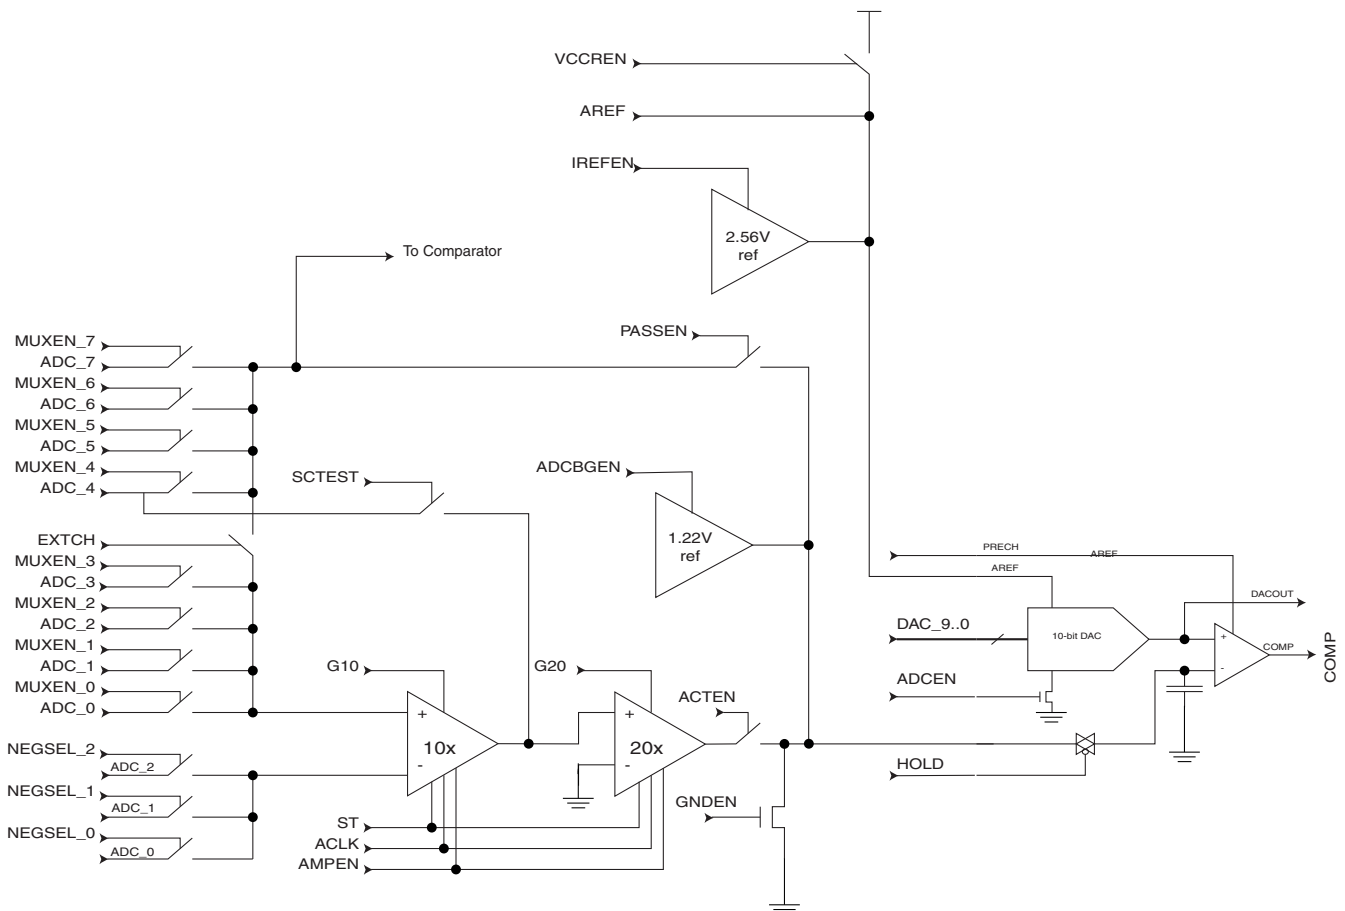 VCCREN
AREF
IREFEN
2.56V
ref
To Comparator
PASSEN
MUXEN_7
ADC_7
MUXEN_6
ADC_6
MUXEN_5
ADC_5
MUXEN_4
ADC_4
SCTEST
ADCBGEN
1.22V
ref
EXTCH
MUXEN_3
ADC_3
MUXEN_2
ADC_2
MUXEN_1
ADC_1
MUXEN_0
ADC_0
PRECH
AREF
AREF
DACOUT
DAC_9..0
10-bit DAC
+
-
COMP
COMP
ADCEN
G10
G20
ACTEN
+
10x
-
+
20x
-
NEGSEL_2
ADC_2
NEGSEL_1
ADC_1
NEGSEL_0
ADC_0
HOLD
GNDEN
ST
ACLK
AMPEN